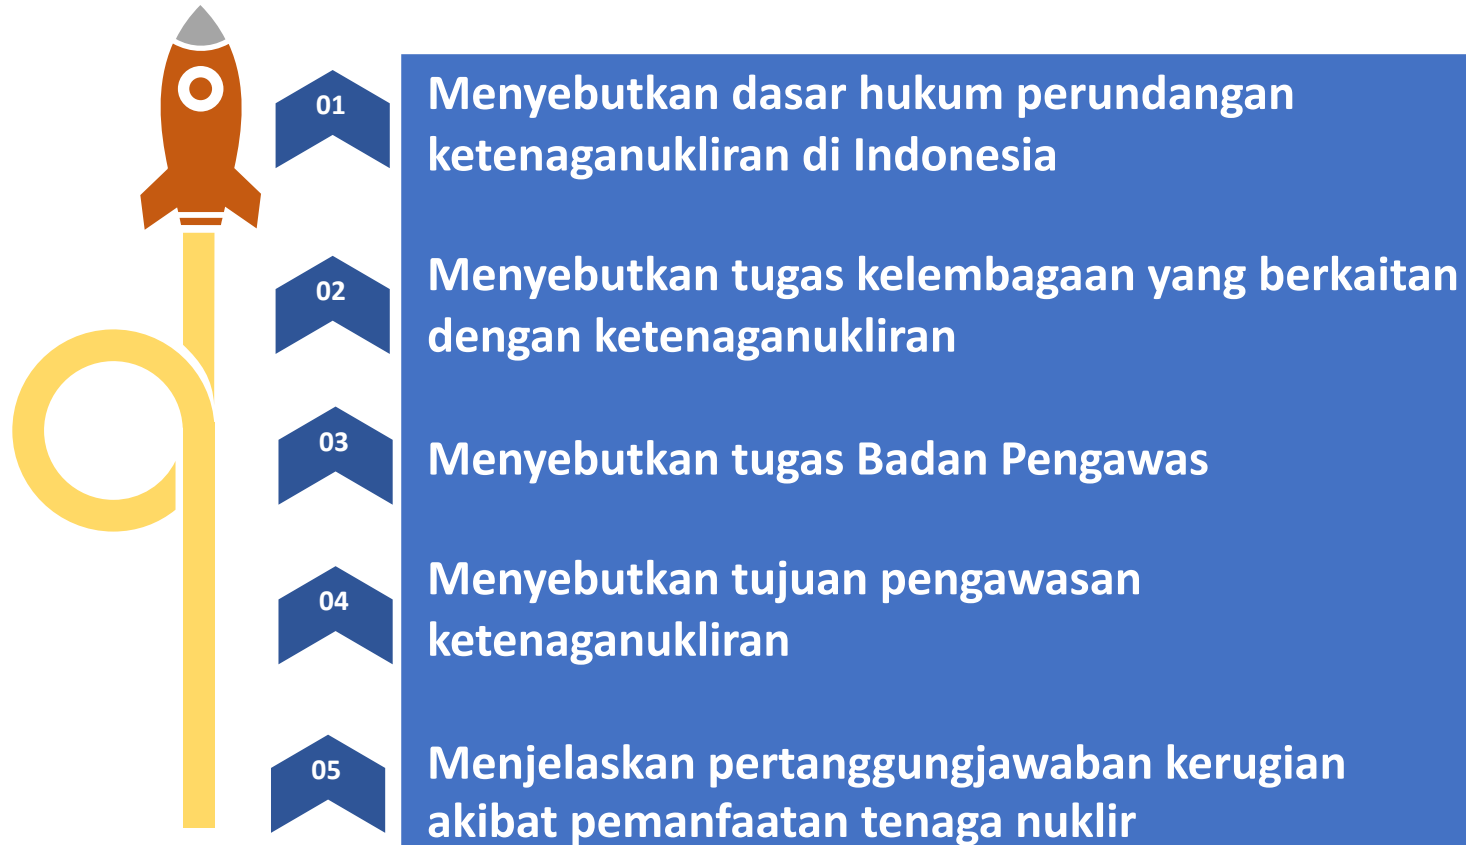 01
Menyebutkan dasar hukum perundangan
ketenaganukliran di Indonesia
02
Menyebutkan tugas kelembagaan yang berkaitan
dengan ketenaganukliran
03
Menyebutkan tugas Badan Pengawas
04
Menyebutkan tujuan pengawasan
ketenaganukliran
05
Menjelaskan pertanggungjawaban kerugian
akibat pemanfaatan tenaga nuklir